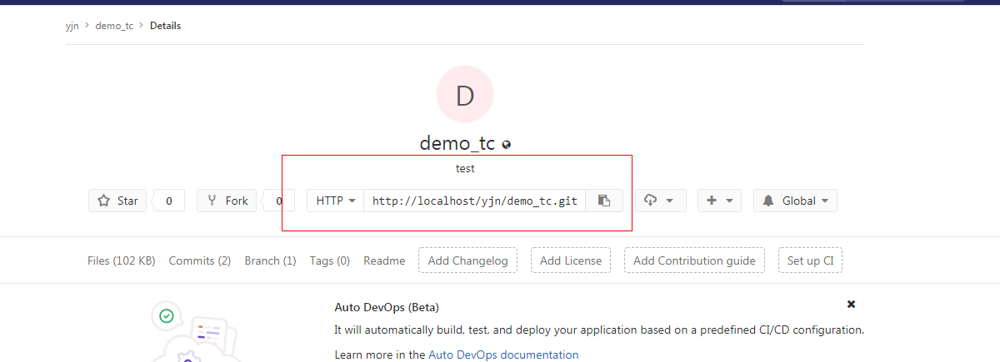 yjn > demo_tc > Details
D
demo_tc
test
Star 0 Fork 0 HTTP http://localhost/yjn/demo_tc.git Global
Files (102 KB) Commits (2) Branch (1) Tags (0) Readme Add Changelog Add License Add Contribution guide Set up CI
Auto DevOps (Beta)
It will automatically build, test, and deploy your application based on a predefined CI/CD configuration.
Learn more in the Auto DevOps documentation